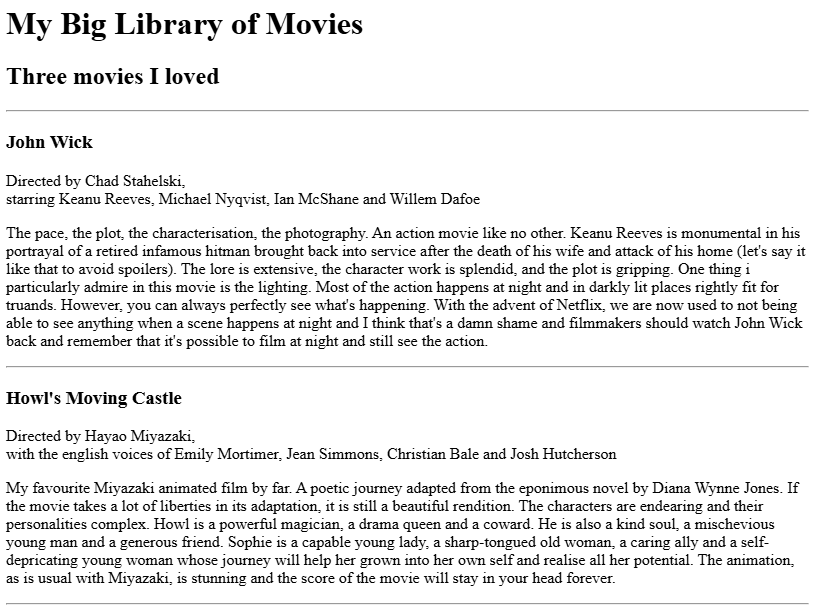 My Big Library of Movies
Three movies I loved
John Wick
Directed by Chad Stahelski,
starring Keanu Reeves, Michael Nyqvist, Ian McShane and Willem Dafoe
The pace, the plot, the characterisation, the photography. An action movie like no other. Keanu Reeves is monumental in his
portrayal of a retired infamous hitman brought back into service after the death of his wife and attack of his home (let's say it
like that to avoid spoilers). The lore is extensive, the character work is splendid, and the plot is gripping. One thing i
particularly admire in this movie is the lighting. Most of the action happens at night and in darkly lit places rightly fit for
truands. However, you can always perfectly see what's happening. With the advent of Netflix, we are now used to not being
able to see anything when a scene happens at night and I think that's a damn shame and filmmakers should watch John Wick
back and remember that it's possible to film at night and still see the action.
Howl's Moving Castle
Directed by Hayao Miyazaki,
with the english voices of Emily Mortimer, Jean Simmons, Christian Bale and Josh Hutcherson
My favourite Miyazaki animated film by far. A poetic journey adapted from the eponimous novel by Diana Wynne Jones. If
the movie takes a lot of liberties in its adaptation, it is still a beautiful rendition. The characters are endearing and their
personalities complex. Howl is a powerful magician, a drama queen and a coward. He is also a kind soul, a mischevious
young man and a generous friend. Sophie is a capable young lady, a sharp-tongued old woman, a caring ally and a self-
depricating young woman whose journey will help her grown into her own self and realise all her potential. The animation,
as is usual with Miyazaki, is stunning and the score of the movie will stay in your head forever.